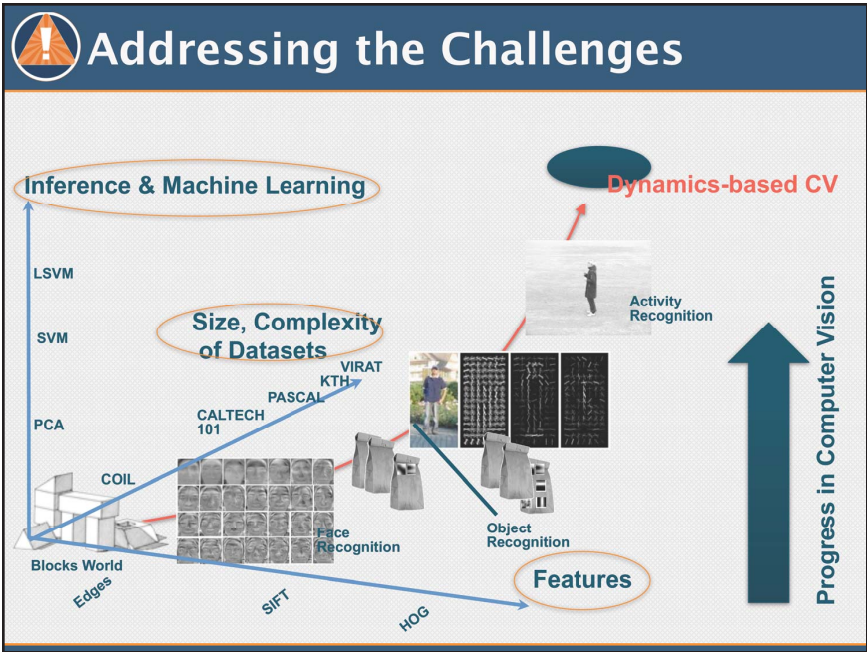 Addressing the Challenges
Inference & Machine Learning
Dynamics-based CV
LSVM
Activity
Recognition
Size, Complexity
of Datasets
SVM
VIRAT
KTH
PASCAL
CALTECH
101
PCA
COIL
Face
Recognition
Object
Recognition
Blocks World
Edges
SIFT
HOG
Features
Progress in Computer Vision